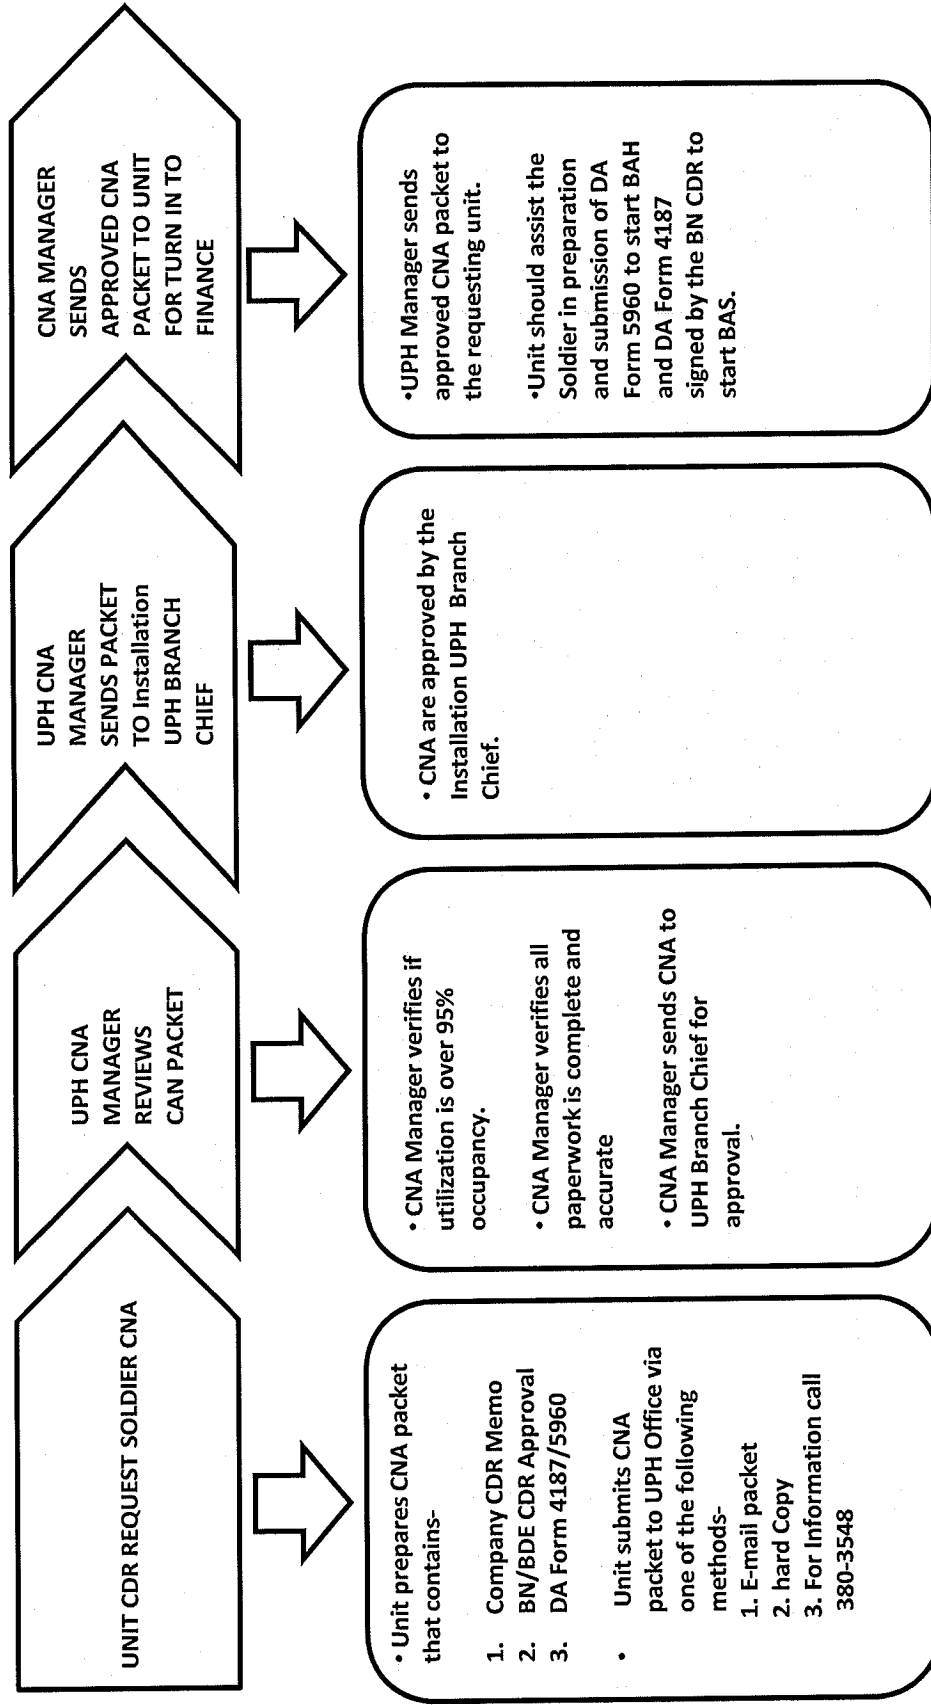 UNIT CDR REQUEST SOLDIER CNA
• Unit prepares CNA packet
that contains-
1. Company CDR Memo
2. BN/BDE CDR Approval
3. DA Form 4187/5960
• Unit submits CNA
packet to UPH Office via
one of the following
methods-
1. E-mail packet
2. hard Copy
3. For Information call
380-3548
UPH CNA
MANAGER
REVIEWS
CAN PACKET
• CNA Manager verifies if
utilization is over 95%
occupancy.
• CNA Manager verifies all
paperwork is complete and
accurate
• CNA Manager sends CNA to
UPH Branch Chief for
approval.
UPH CNA
MANAGER
SENDS PACKET
TO Installation
UPH BRANCH
CHIEF
• CNA are approved by the
Installation UPH Branch
Chief.
CNA MANAGER
SENDS
APPROVED CNA
PACKET TO UNIT
FOR TURN IN TO
FINANCE
•UPH Manager sends
approved CNA packet to
the requesting unit.
•Unit should assist the
Soldier in preparation
and submission of DA
Form 5960 to start BAH
and DA Form 4187
signed by the BN CDR to
start BAS.